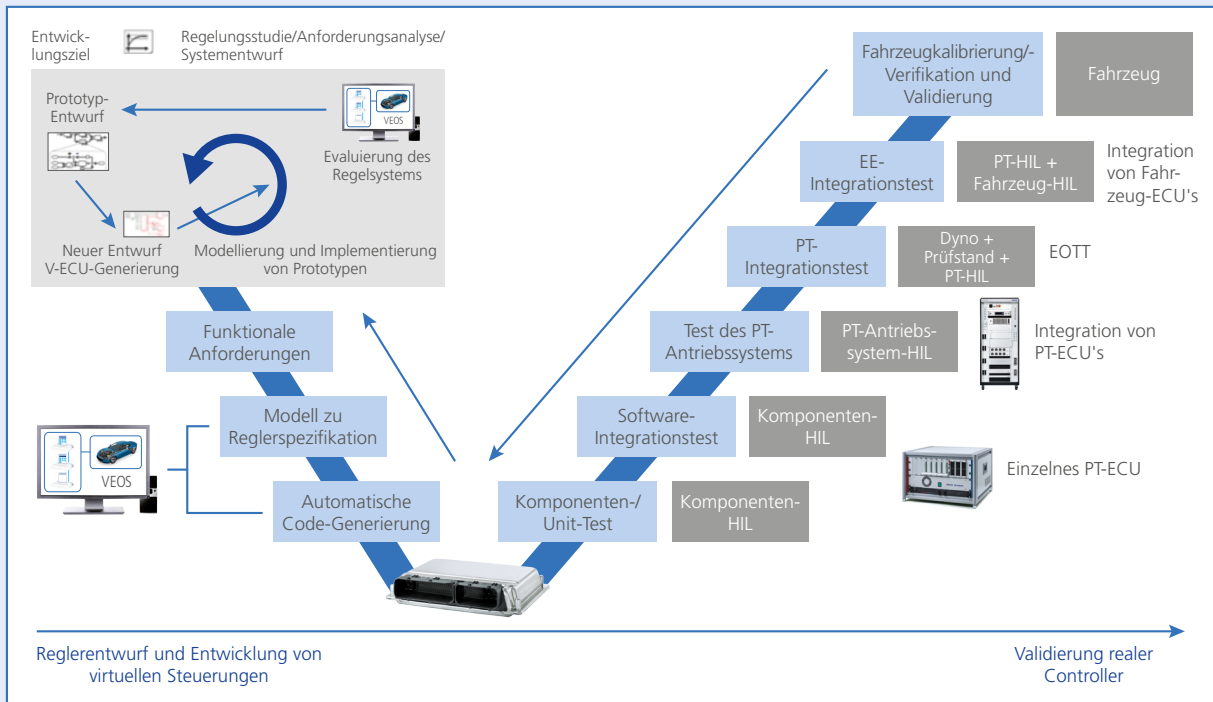 Entwick-
lungsziel
Regelungsstudie/Anforderungsanalyse/
Systementwurf
Prototyp-
Entwurf
VEOS
Evaluierung des
Regelsystems
Neuer Entwurf
V-ECU-Generierung
Modellierung und Implementierung
von Prototypen
Funktionale
Anforderungen
Modell zu
Reglerspezifikation
VEOS
Automatische
Code-Generierung
Fahrzeugkalibrierung/-
Verifikation und
Validierung
Fahrzeug
EE-
Integrationstest
PT-HIL +
Fahrzeug-HIL
Integration
von Fahr-
zeug-ECU's
PT-
Integrationstest
Dyno +
Prüfstand +
PT-HIL
EOTT
Test des PT-
Antriebssystems
PT-Antriebs-
system-HIL
Integration von
PT-ECU's
Software-
Integrationstest
Komponenten-
HIL
Einzelnes PT-ECU
Komponenten-/
Unit-Test
Komponenten-
HIL
Reglerentwurf und Entwicklung von
virtuellen Steuerungen
Validierung realer
Controller